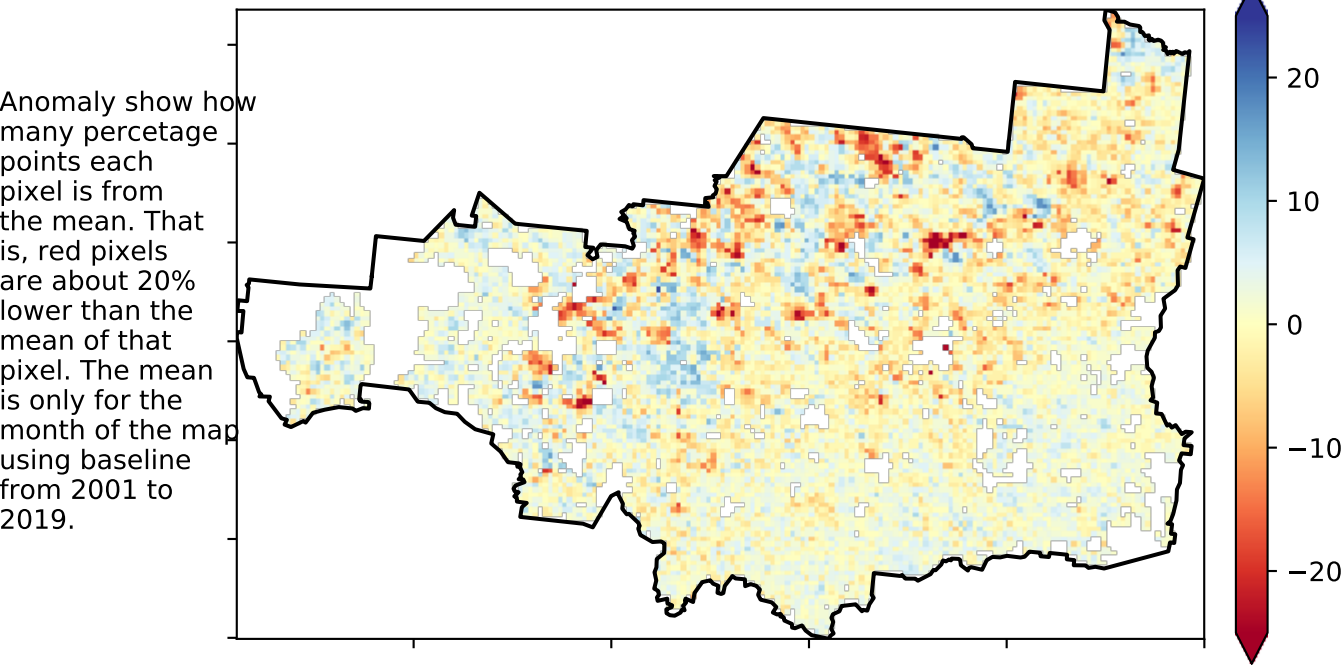 Anomaly show how
many percetage
points each
pixel is from
the mean. That
is, red pixels
are about 20%
lower than the
mean of that
pixel. The mean
is only for the
month of the map
using baseline
from 2001 to
2019.
20
10
0
−10
−20